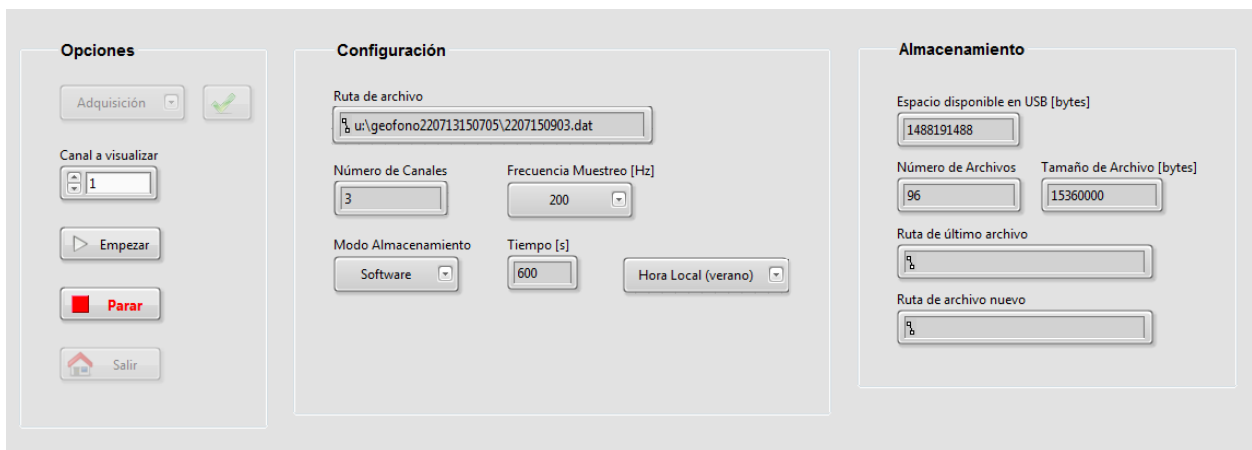 Opciones
Adquisición
Canal a visualizar
1
Empezar
Parar
Salir
Configuración
Ruta de archivo
u:\geofono220713150705\2207150903.dat
Número de Canales
Frecuencia Muestreo [Hz]
3
200
Modo Almacenamiento
Tiempo [s]
Software
600
Hora Local (verano)
Almacenamiento
Espacio disponible en USB [bytes]
1488191488
Número de Archivos
Tamaño de Archivo [bytes]
96
15360000
Ruta de último archivo
Ruta de archivo nuevo